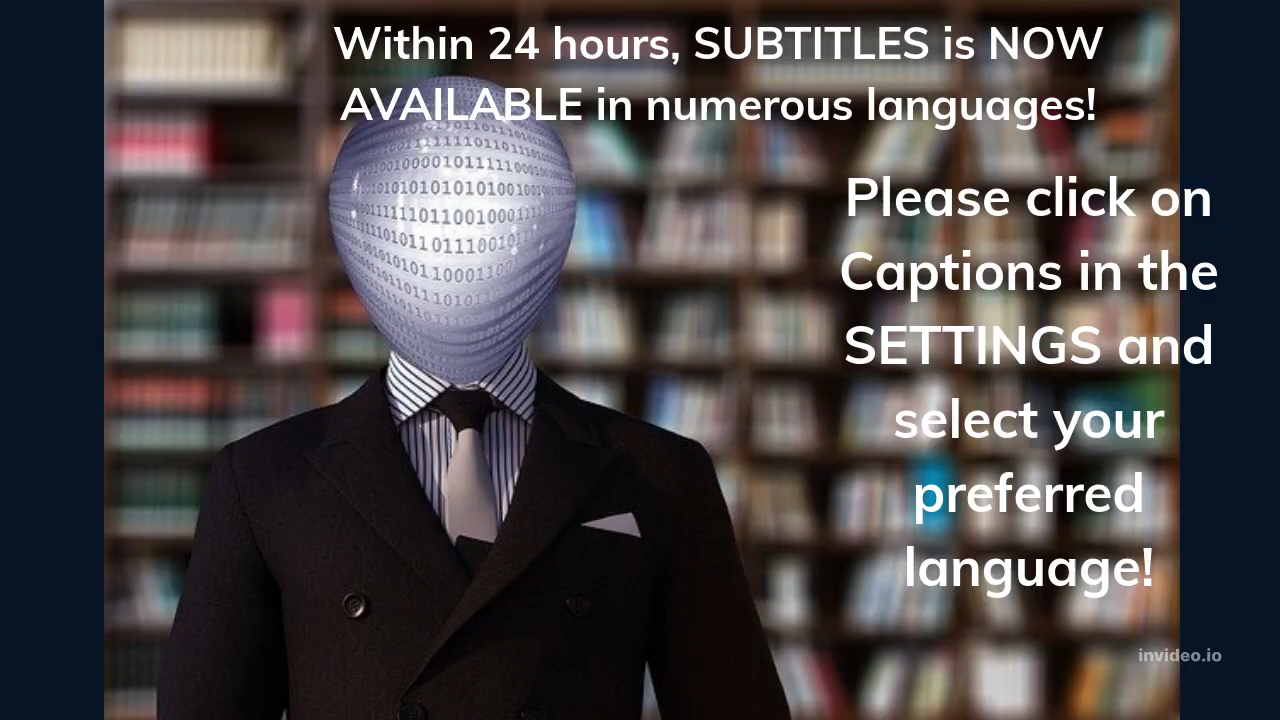 Within 24 hours, SUBTITLES is NOW
AVAILABLE in numerous languages!
Please click on
Captions in the
SETTINGS and
select your
preferred
language!
invideo.io